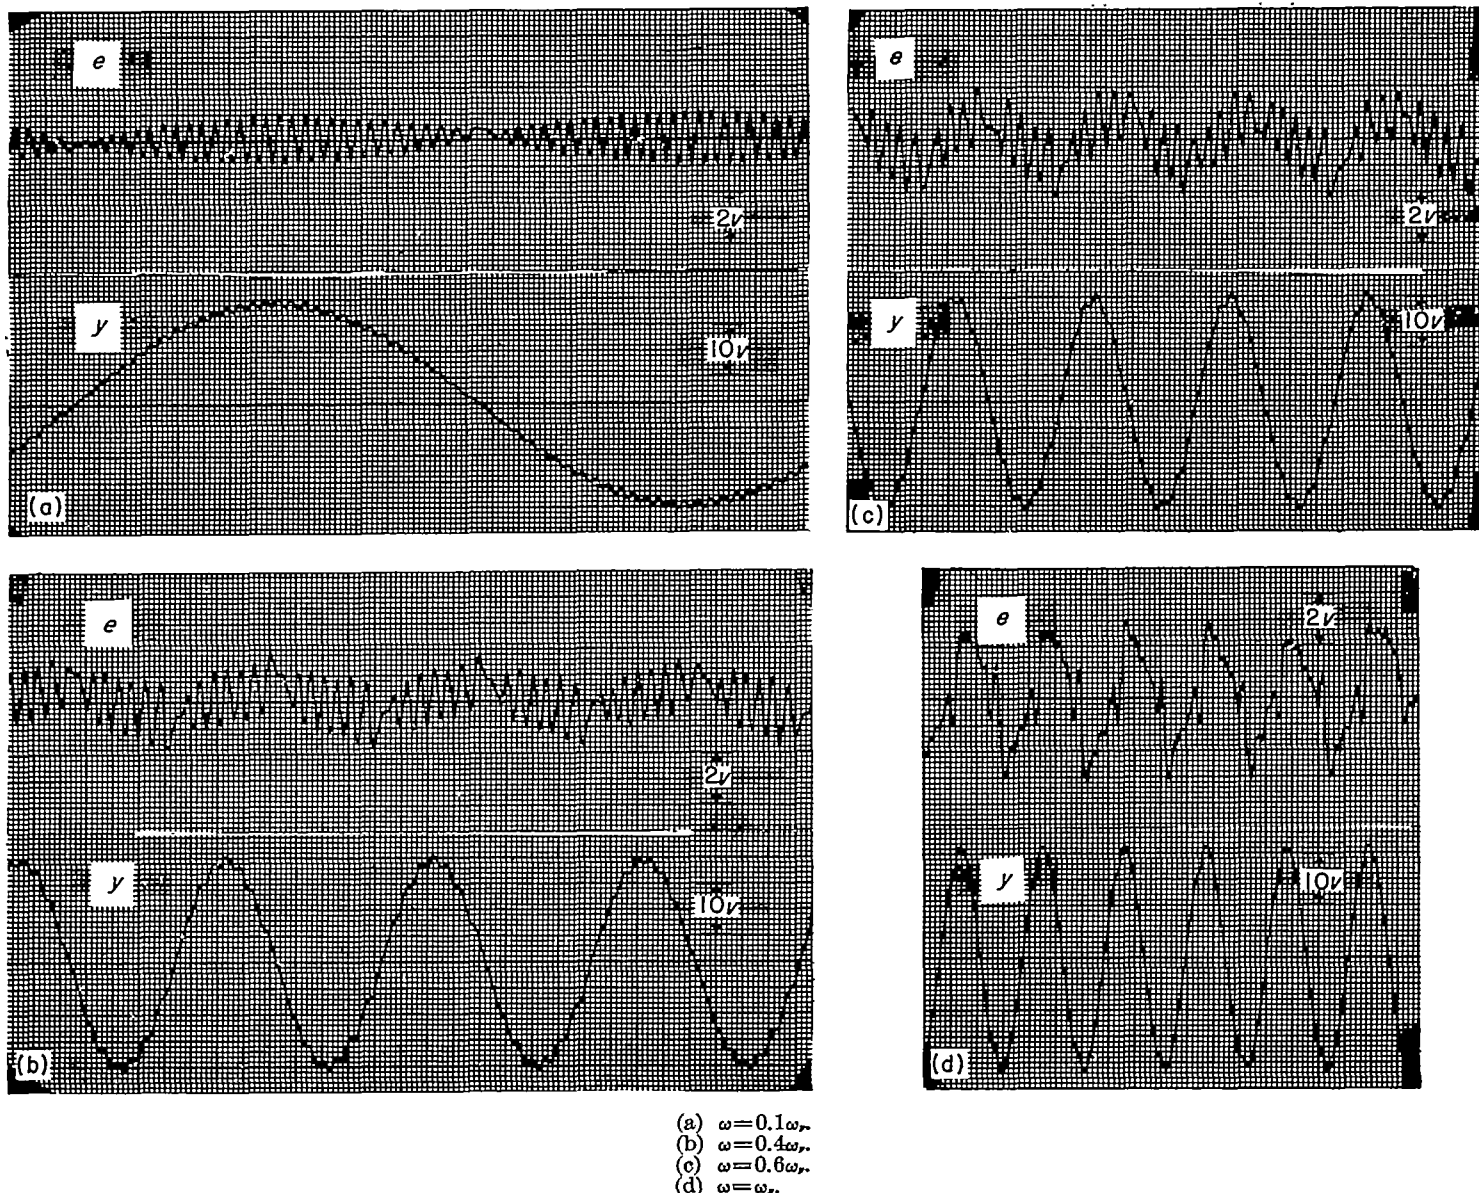 e
2v
y
10v
(a)
e
2v
y
10v
(c)
e
2v
y
10v
(b)
e
2v
y
10v
(d)
(a) ω=0.1ωᵣ.
(b) ω=0.4ωᵣ.
(c) ω=0.6ωᵣ.
(d) ω=ωᵣ.